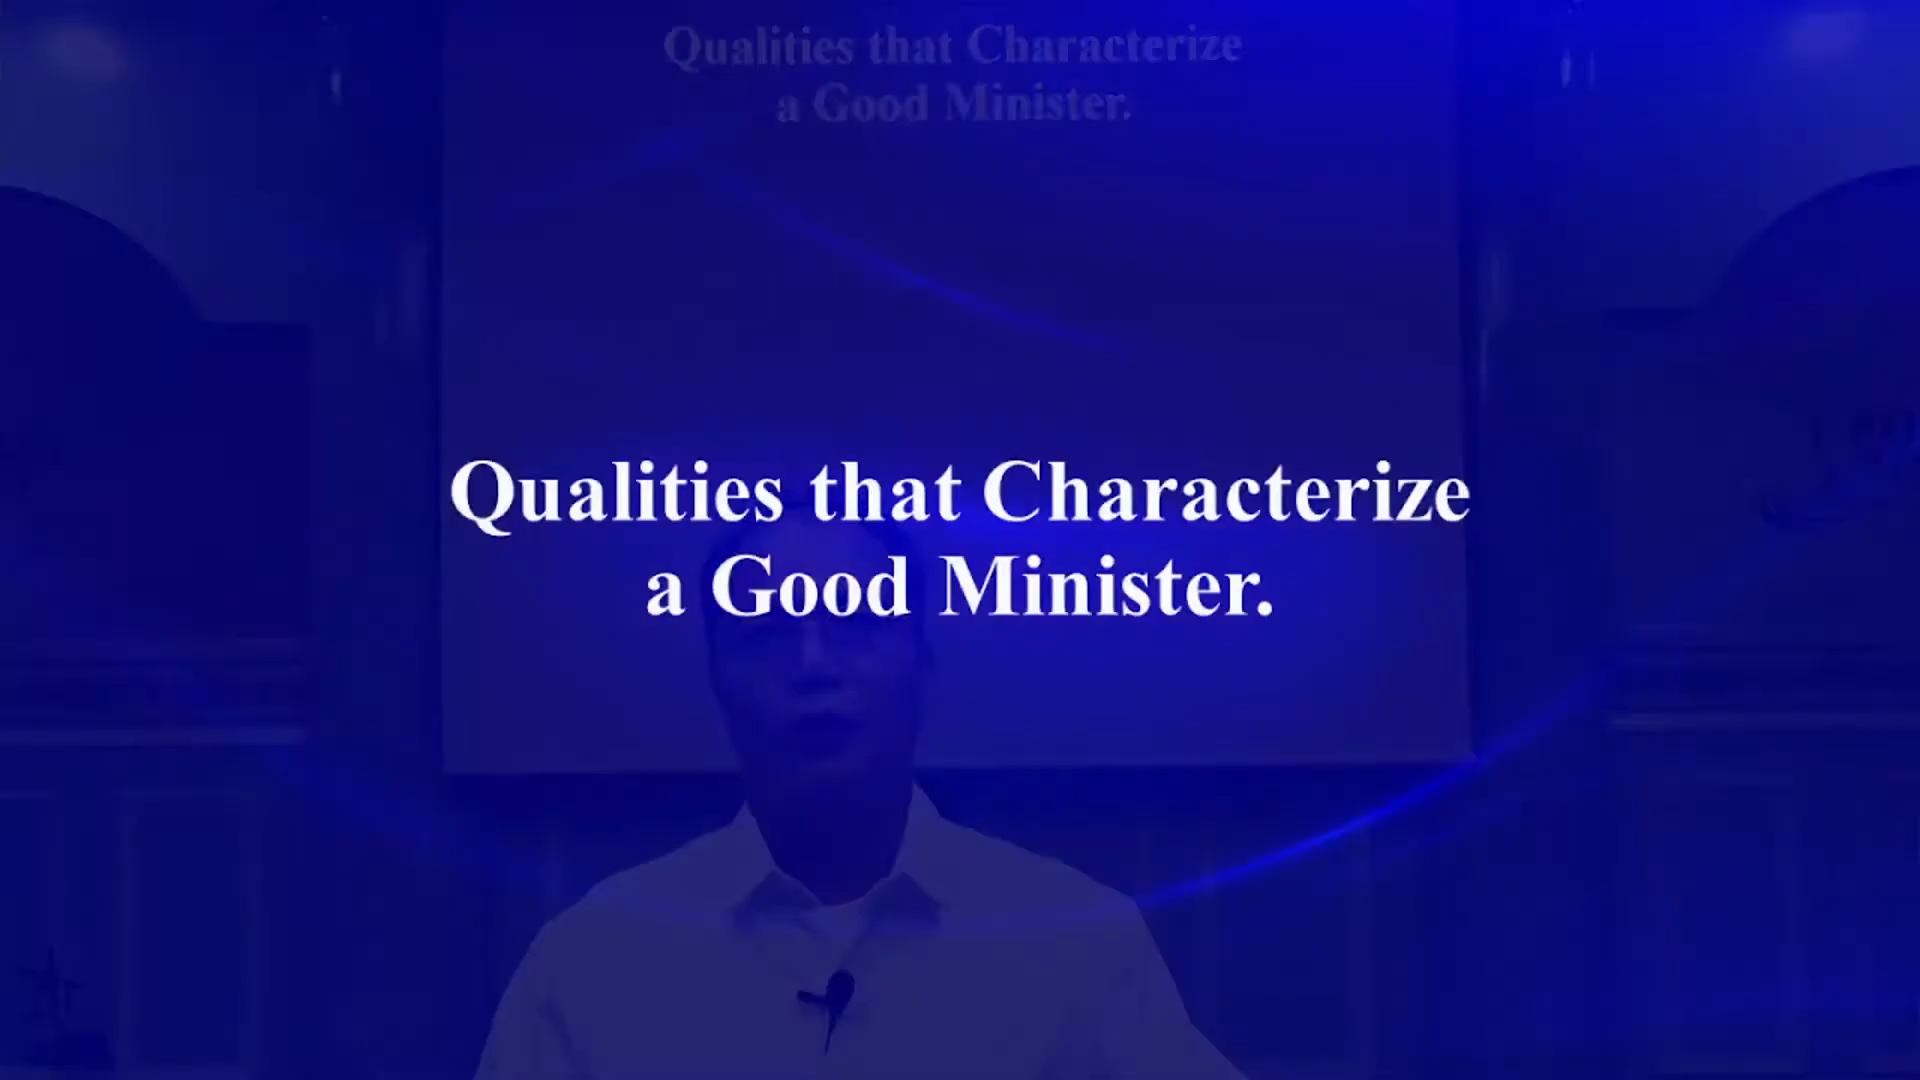 Qualities that Characterize
a Good Minister.
Qualities that Characterize
a Good Minister.